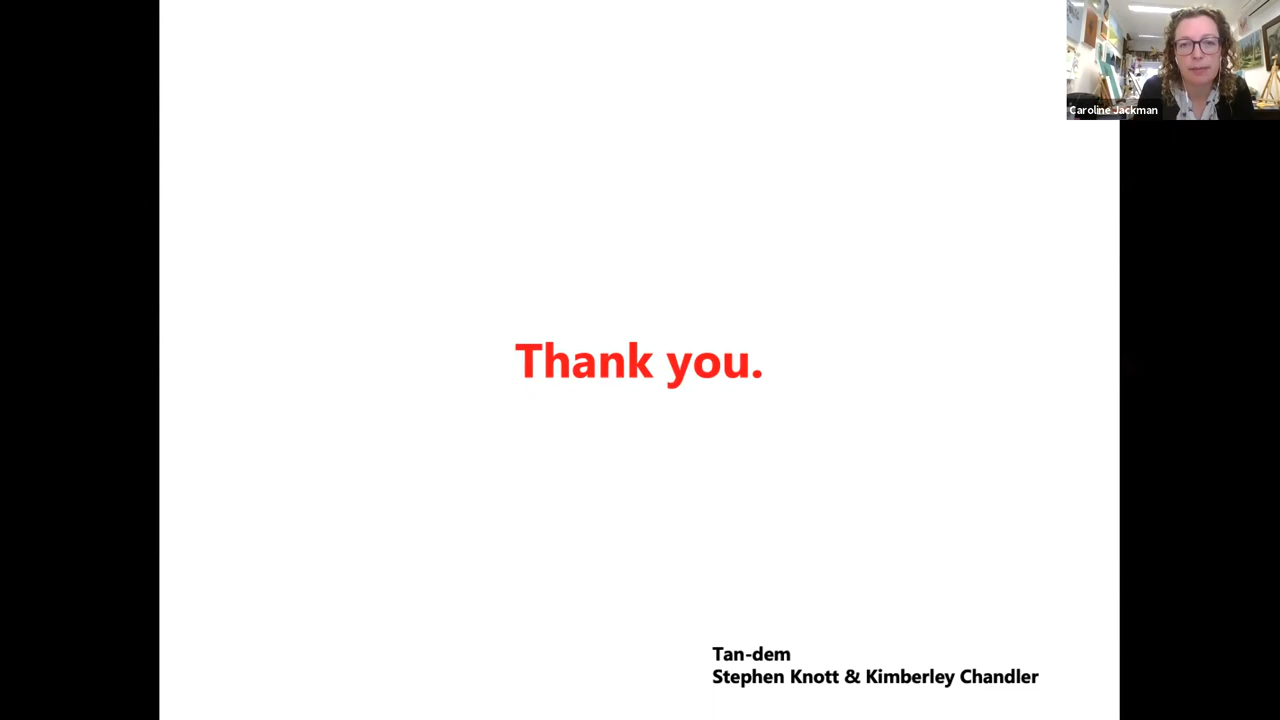 Caroline Jackman
Thank you.
Tan-dem
Stephen Knott & Kimberley Chandler